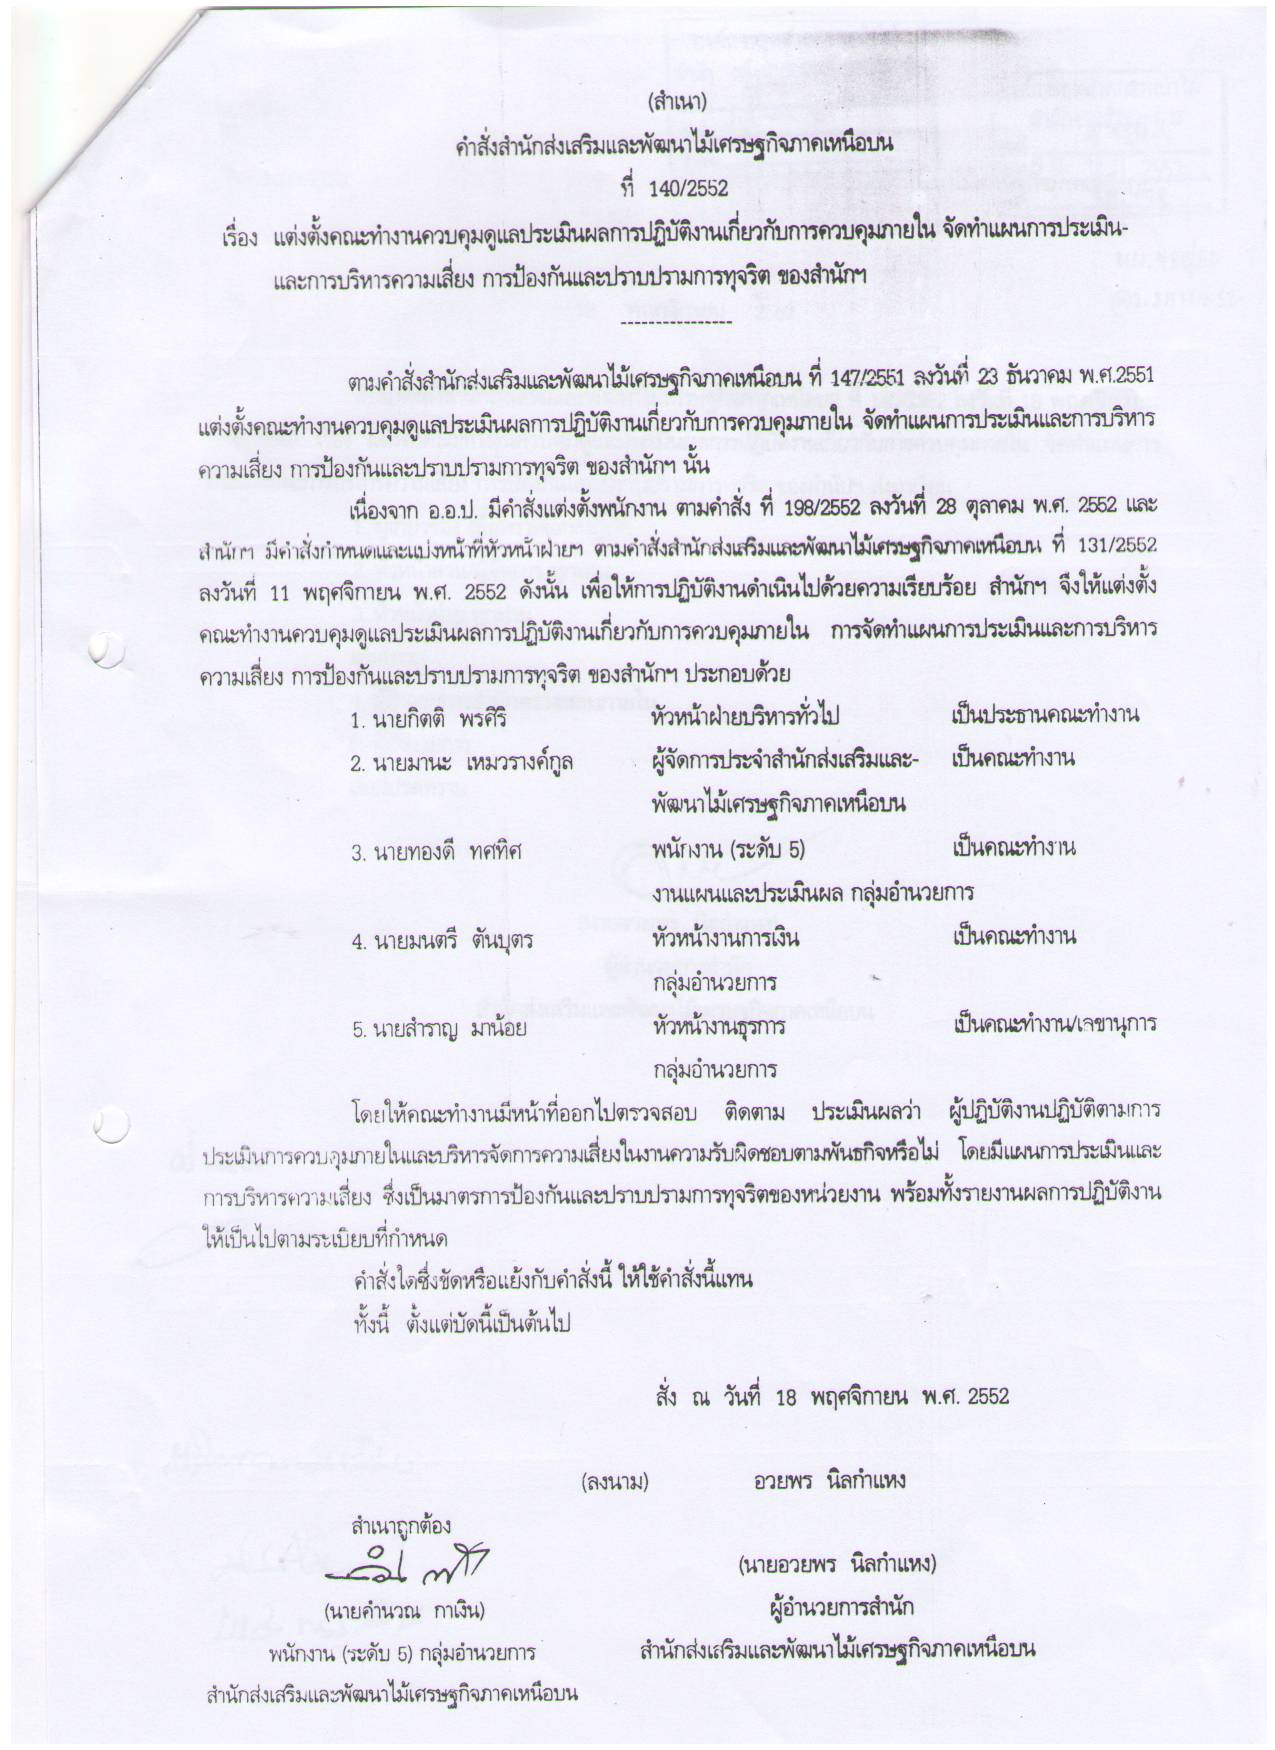 (สำเนา)
คำสั่งสำนักส่งเสริมและพัฒนาไม้เศรษฐกิจภาคเหนือบน
ที่ 140/2552
เรื่อง แต่งตั้งคณะทำงานควบคุมดูแลประเมินผลการปฏิบัติงานเกี่ยวกับการควบคุมภายใน จัดทำแผนการประเมิน-
และการบริหารความเสี่ยง การป้องกันและปราบปรามการทุจริต ของสำนักฯ
----------------
ตามคำสั่งสำนักส่งเสริมและพัฒนาไม้เศรษฐกิจภาคเหนือบน ที่ 147/2551 ลงวันที่ 23 ธันวาคม พ.ศ.2551
แต่งตั้งคณะทำงานควบคุมดูแลประเมินผลการปฏิบัติงานเกี่ยวกับการควบคุมภายใน จัดทำแผนการประเมินและการบริหาร
ความเสี่ยง การป้องกันและปราบปรามการทุจริต ของสำนักฯ นั้น
เนื่องจาก อ.อ.ป. มีคำสั่งแต่งตั้งพนักงาน ตามคำสั่ง ที่ 198/2552 ลงวันที่ 28 ตุลาคม พ.ศ. 2552 และ
สำนักฯ มีคำสั่งกำหนดและแบ่งหน้าที่หัวหน้าฝ่ายฯ ตามคำสั่งสำนักส่งเสริมและพัฒนาไม้เศรษฐกิจภาคเหนือบน ที่ 131/2552
ลงวันที่ 11 พฤศจิกายน พ.ศ. 2552 ดังนั้น เพื่อให้การปฏิบัติงานดำเนินไปด้วยความเรียบร้อย สำนักฯ จึงให้แต่งตั้ง
คณะทำงานควบคุมดูแลประเมินผลการปฏิบัติงานเกี่ยวกับการควบคุมภายใน การจัดทำแผนการประเมินและการบริหาร
ความเสี่ยง การป้องกันและปราบปรามการทุจริต ของสำนักฯ ประกอบด้วย
1. นายกิตติ พรศิริ หัวหน้าฝ่ายบริหารทั่วไป เป็นประธานคณะทำงาน
2. นายมานะ เหมวรางค์กูล ผู้จัดการประจำสำนักส่งเสริมและ- เป็นคณะทำงาน
พัฒนาไม้เศรษฐกิจภาคเหนือบน
3. นายทองดี ทศทิศ พนักงาน (ระดับ 5) เป็นคณะทำงาน
งานแผนและประเมินผล กลุ่มอำนวยการ
4. นายมนตรี ตันบุตร หัวหน้างานการเงิน เป็นคณะทำงาน
กลุ่มอำนวยการ
5. นายสำราญ มาน้อย หัวหน้างานธุรการ เป็นคณะทำงาน/เลขานุการ
กลุ่มอำนวยการ
โดยให้คณะทำงานมีหน้าที่ออกไปตรวจสอบ ติดตาม ประเมินผลว่า ผู้ปฏิบัติงานปฏิบัติตามการ
ประเมินการควบคุมภายในและบริหารจัดการความเสี่ยงในงานความรับผิดชอบตามพันธกิจหรือไม่ โดยมีแผนการประเมินและ
การบริหารความเสี่ยง ซึ่งเป็นมาตรการป้องกันและปราบปรามการทุจริตของหน่วยงาน พร้อมทั้งรายงานผลการปฏิบัติงาน
ให้เป็นไปตามระเบียบที่กำหนด
คำสั่งใดซึ่งขัดหรือแย้งกับคำสั่งนี้ ให้ใช้คำสั่งนี้แทน
ทั้งนี้ ตั้งแต่บัดนี้เป็นต้นไป
สั่ง ณ วันที่ 18 พฤศจิกายน พ.ศ. 2552
(ลงนาม) อวยพร นิลกำแหง
สำเนาถูกต้อง
(นายอวยพร นิลกำแหง)
(นายคำนวณ กาเงิน) ผู้อำนวยการสำนัก
พนักงาน (ระดับ 5) กลุ่มอำนวยการ สำนักส่งเสริมและพัฒนาไม้เศรษฐกิจภาคเหนือบน
สำนักส่งเสริมและพัฒนาไม้เศรษฐกิจภาคเหนือบน